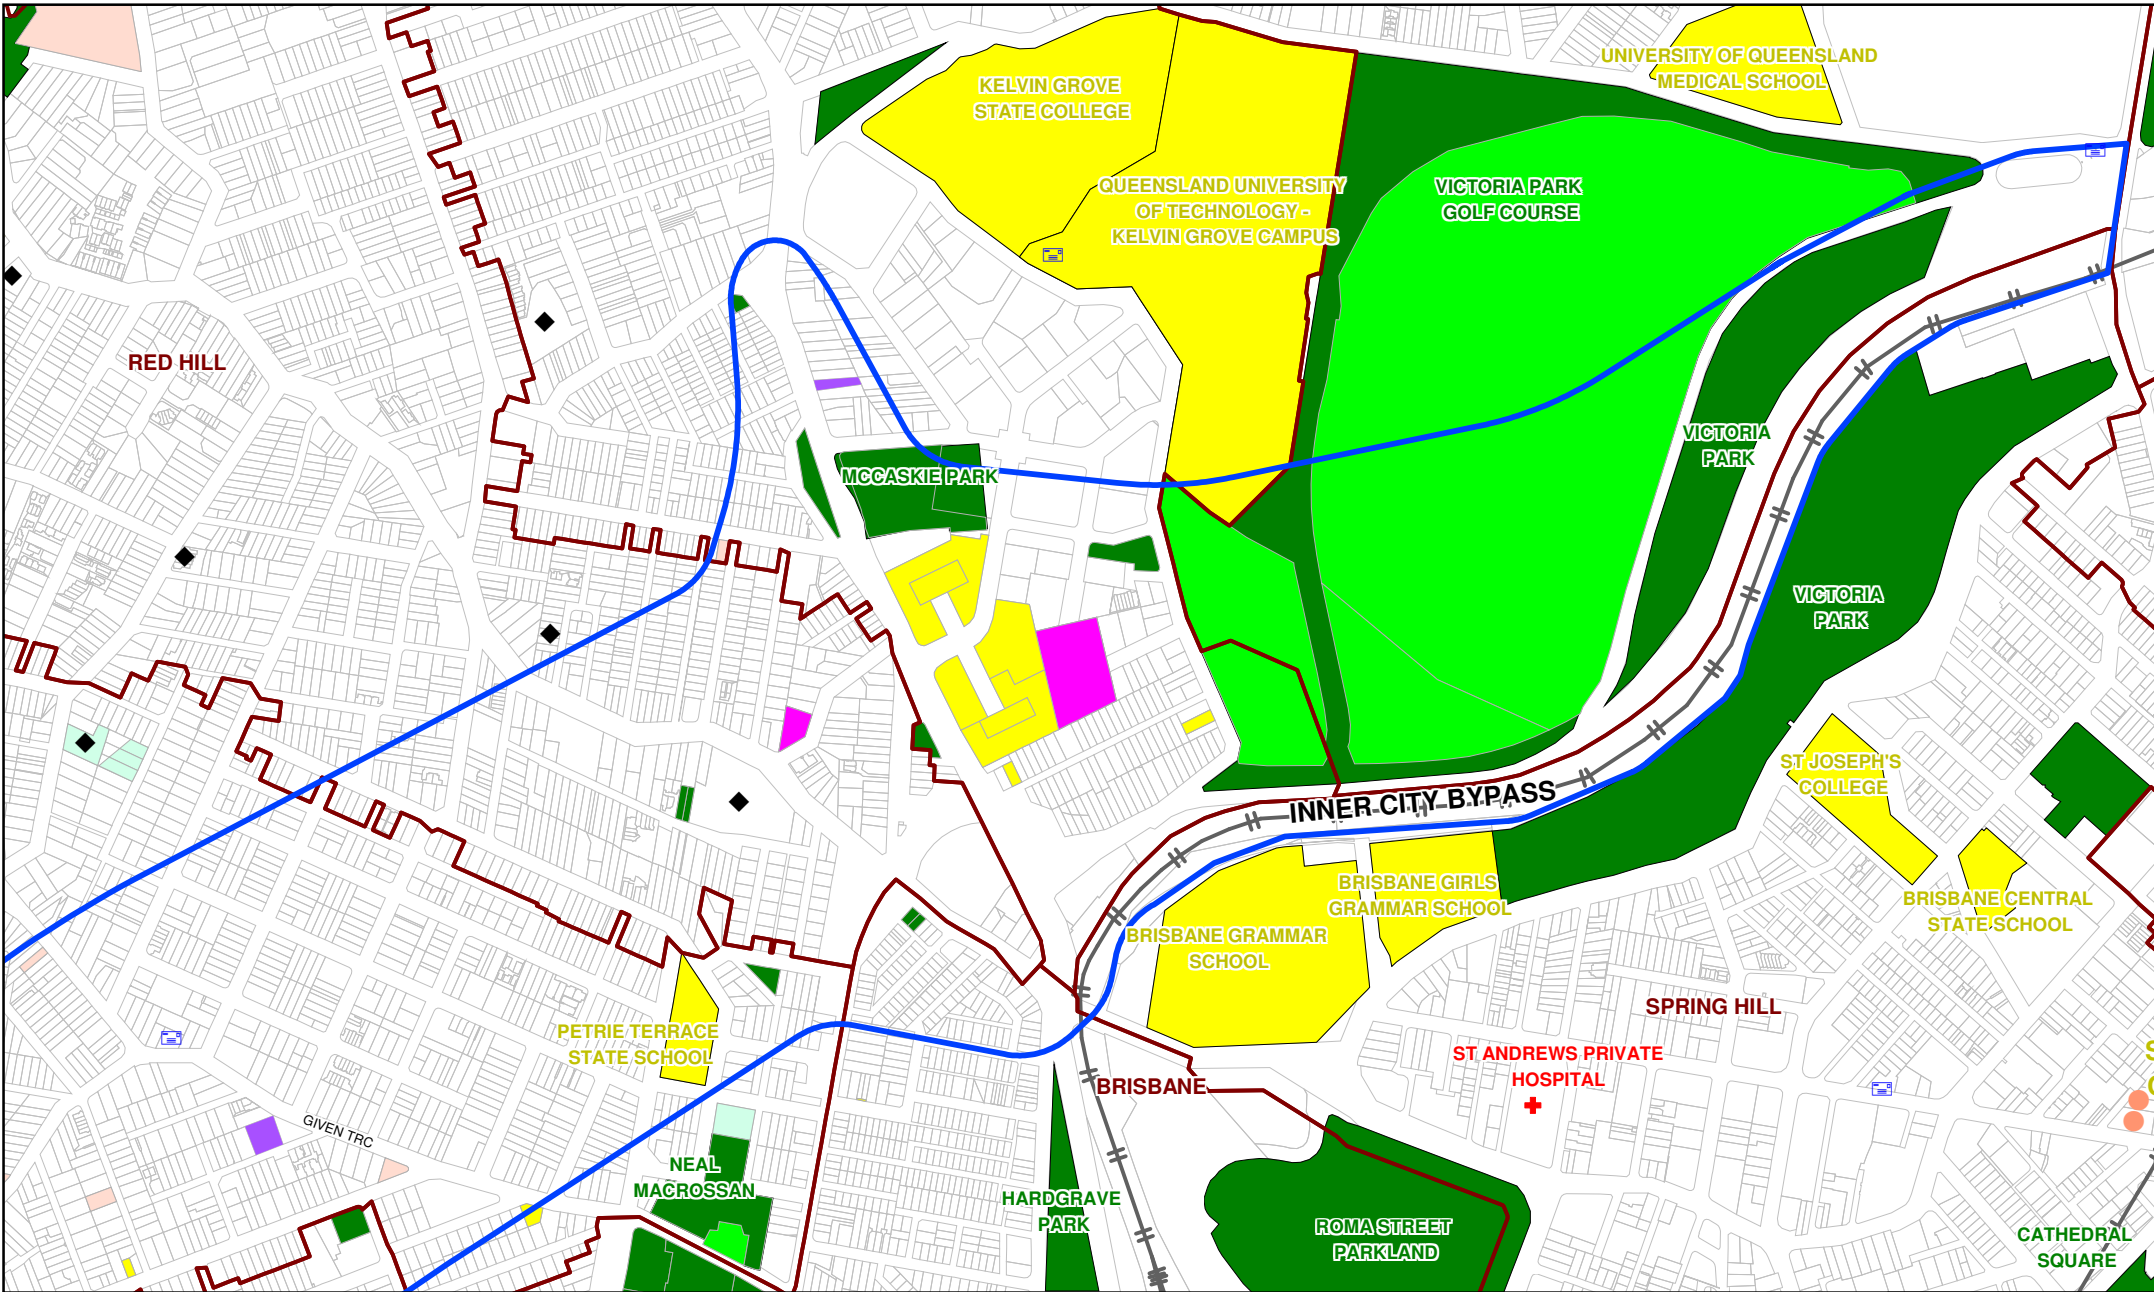 UNIVERSITY OF QUEENSLAND
MEDICAL SCHOOL
KELVIN GROVE
STATE COLLEGE
QUEENSLAND UNIVERSITY
OF TECHNOLOGY -
KELVIN GROVE CAMPUS
VICTORIA PARK
GOLF COURSE
RED HILL
VICTORIA
PARK
MCCASKIE PARK
VICTORIA
PARK
ST JOSEPH'S
COLLEGE
INNER CITY BYPASS
BRISBANE GIRLS
GRAMMAR SCHOOL
BRISBANE CENTRAL
STATE SCHOOL
BRISBANE GRAMMAR
SCHOOL
SPRING HILL
PETRIE TERRACE
STATE SCHOOL
ST ANDREWS PRIVATE
HOSPITAL
BRISBANE
GIVEN TRC
NEAL
MACROSSAN
HARDGRAVE
PARK
ROMA STREET
PARKLAND
CATHEDRAL
SQUARE